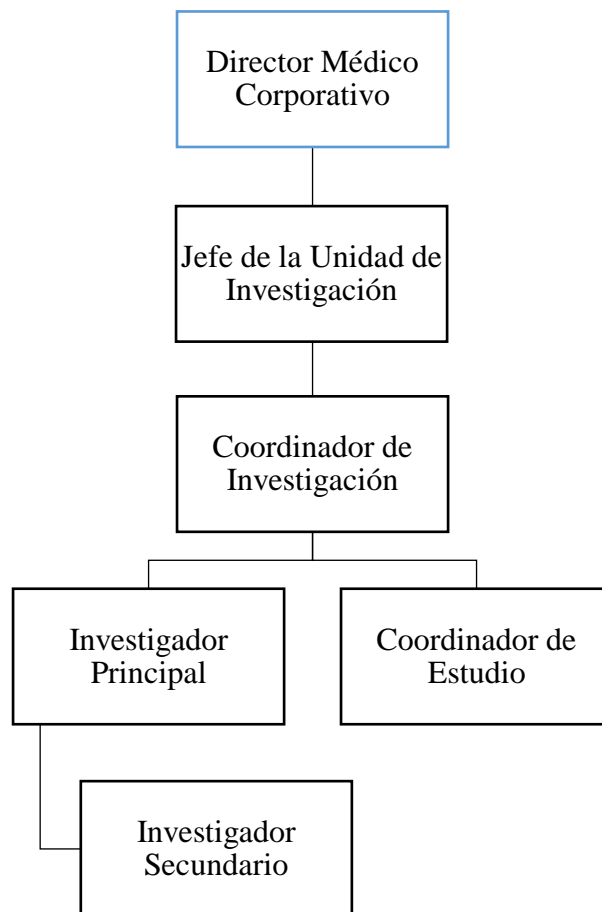 Director Médico
Corporativo
Jefe de la Unidad de
Investigación
Coordinador de
Investigación
Investigador
Principal
Coordinador de
Estudio
Investigador
Secundario